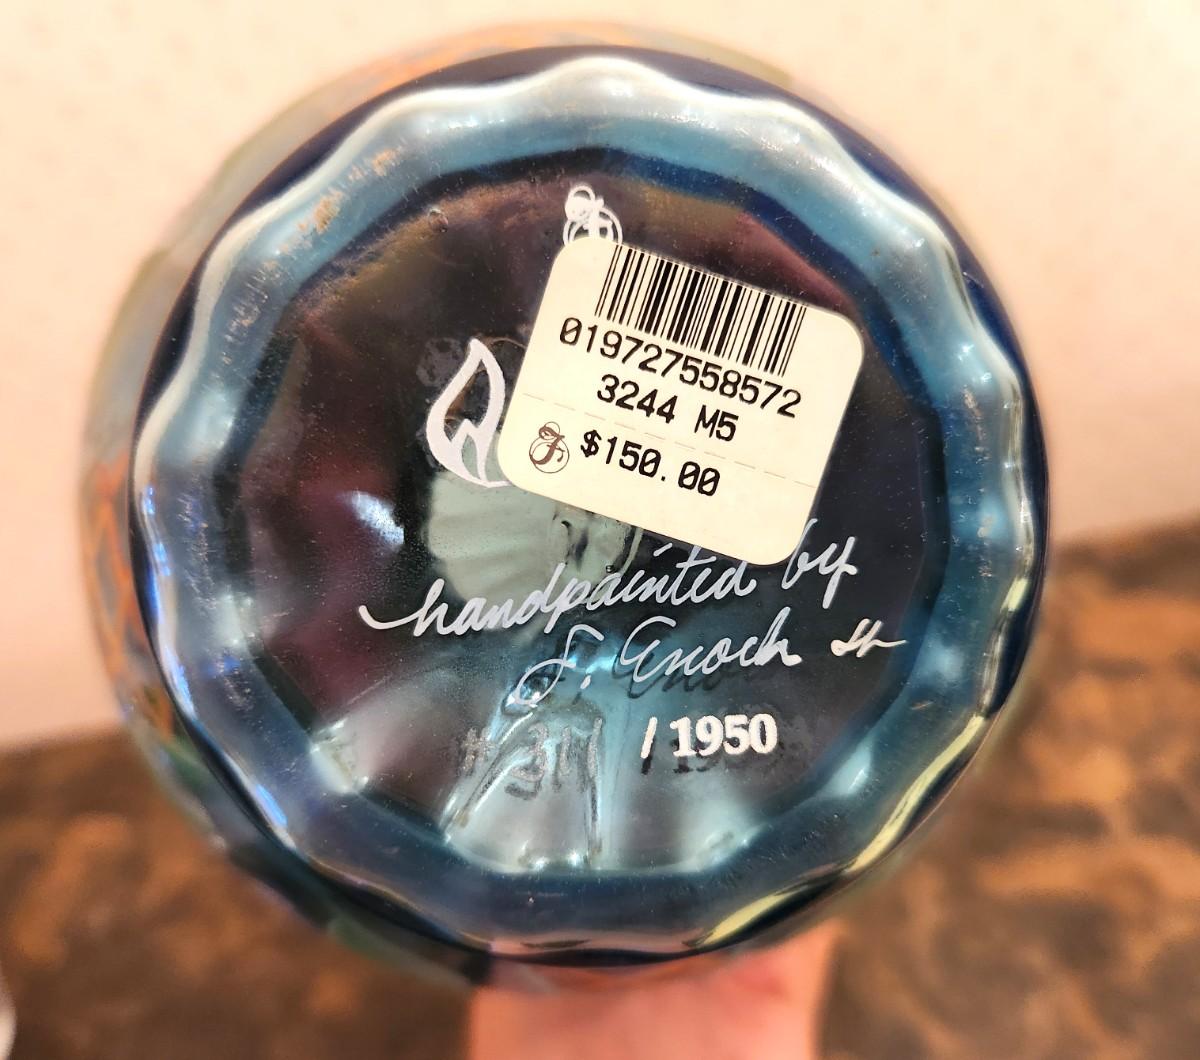 019727558572
3244 M5
F $150.00
handpainted by
S. Enoch
/ 1950